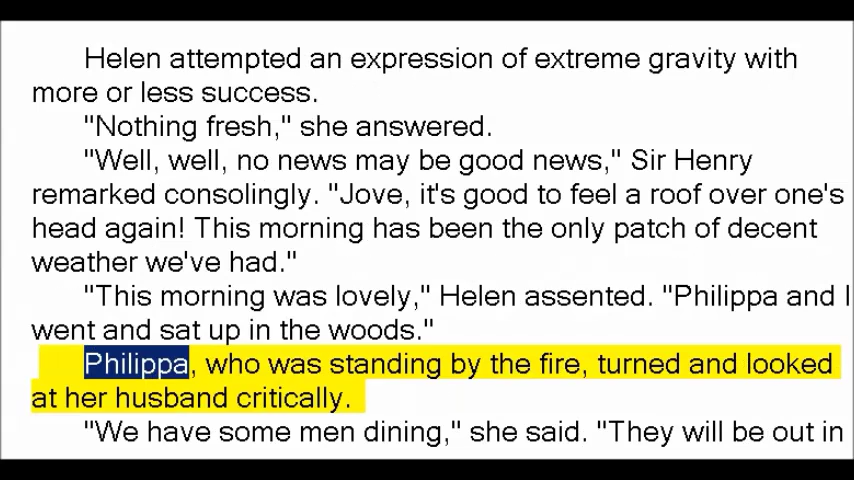 Helen attempted an expression of extreme gravity with
more or less success.
"Nothing fresh," she answered.
"Well, well, no news may be good news," Sir Henry
remarked consolingly. "Jove, it's good to feel a roof over one's
head again! This morning has been the only patch of decent
weather we've had."
"This morning was lovely," Helen assented. "Philippa and I
went and sat up in the woods."
Philippa, who was standing by the fire, turned and looked
at her husband critically.
"We have some men dining," she said. "They will be out in